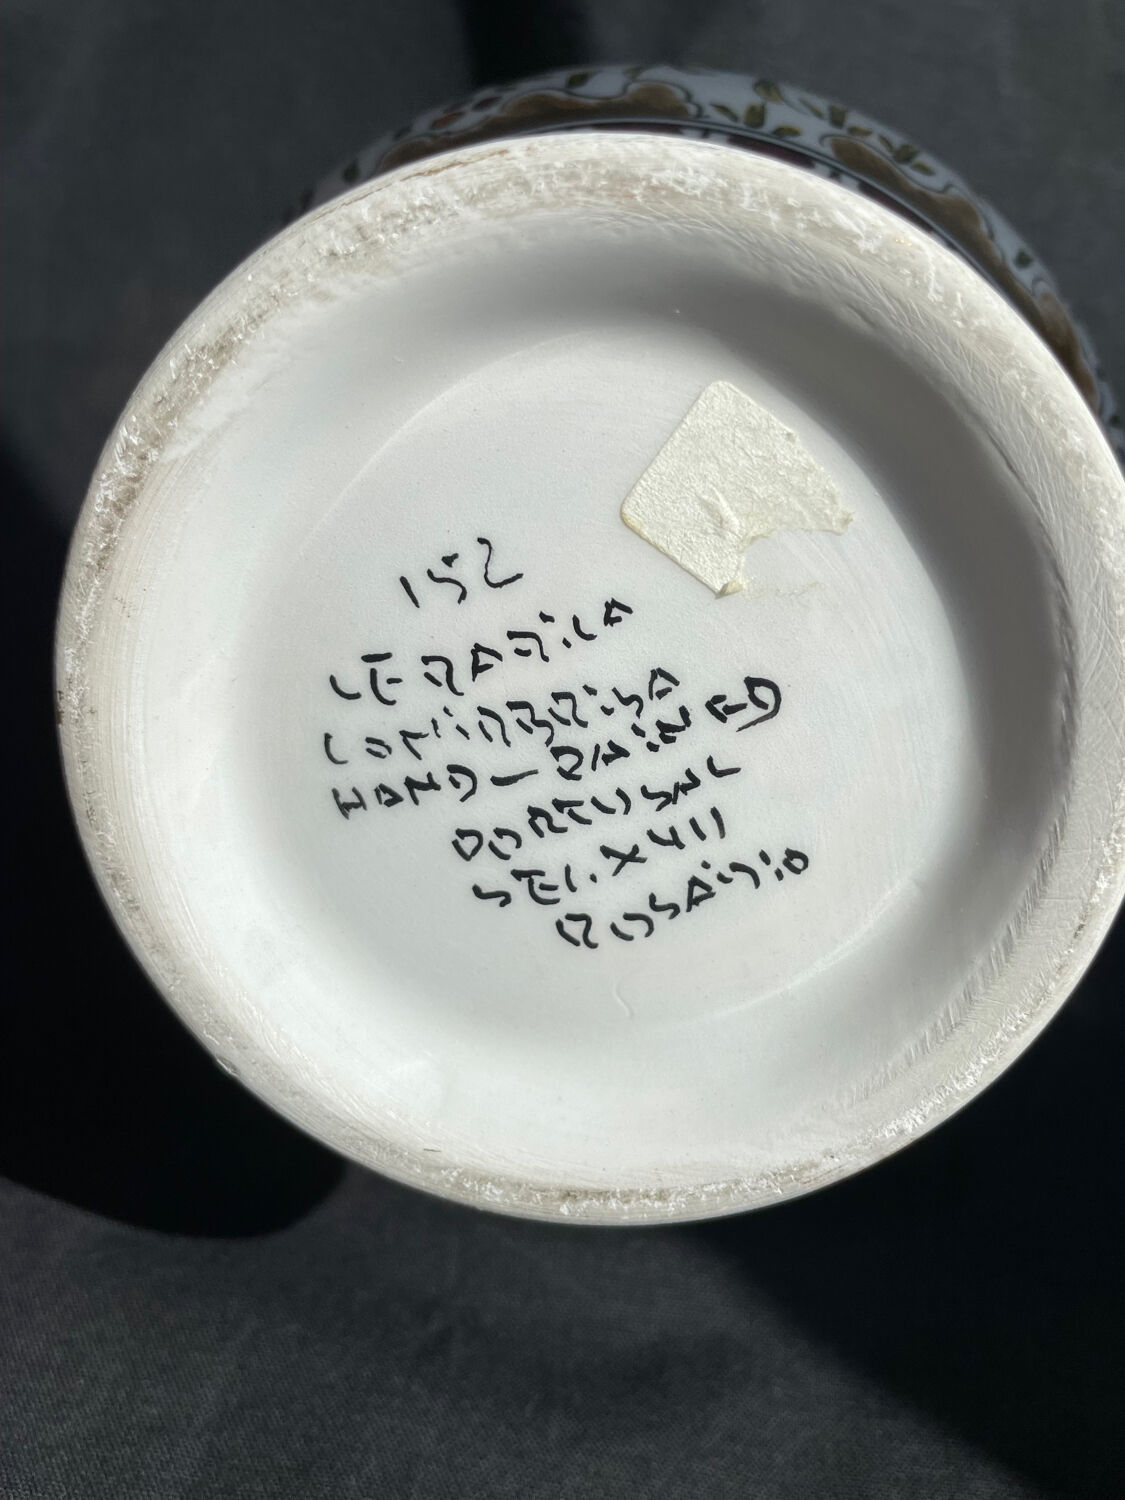 152
CERAMICA
CONIMBRIGA
HAND-PAINTED
PORTUGAL
SEC.XVII
ROSARIO